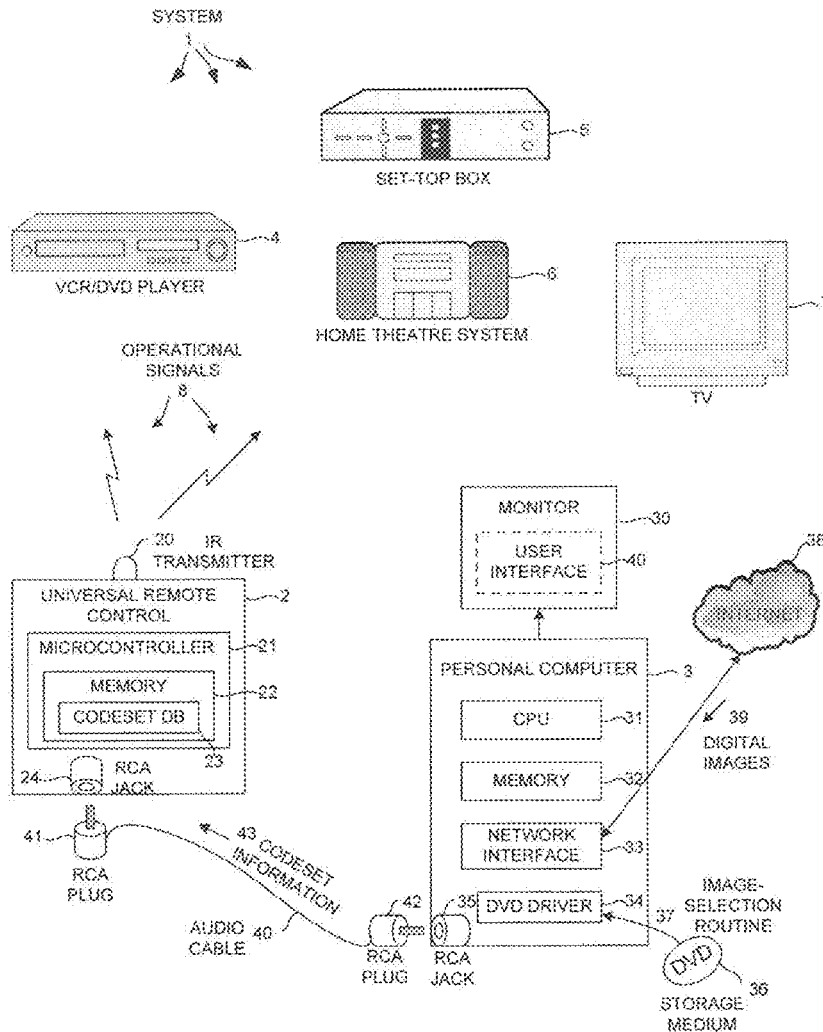 SYSTEM
1
5
SET-TOP BOX
4
VCR/DVD PLAYER
6
HOME THEATRE SYSTEM
TV
OPERATIONAL
SIGNALS
8
20
IR
TRANSMITTER
UNIVERSAL REMOTE
CONTROL
2
MICROCONTROLLER
21
MEMORY
22
CODESET DB
23
24
RCA
JACK
41
RCA
PLUG
43 CODESET
INFORMATION
AUDIO
CABLE
40
42
RCA
PLUG
MONITOR
30
USER
INTERFACE
40
38
INTERNET
PERSONAL COMPUTER
3
CPU
31
39
DIGITAL
IMAGES
MEMORY
32
NETWORK
INTERFACE
33
DVD DRIVER
34
35
RCA
JACK
IMAGE-
SELECTION
ROUTINE
37
DVD
36
STORAGE
MEDIUM